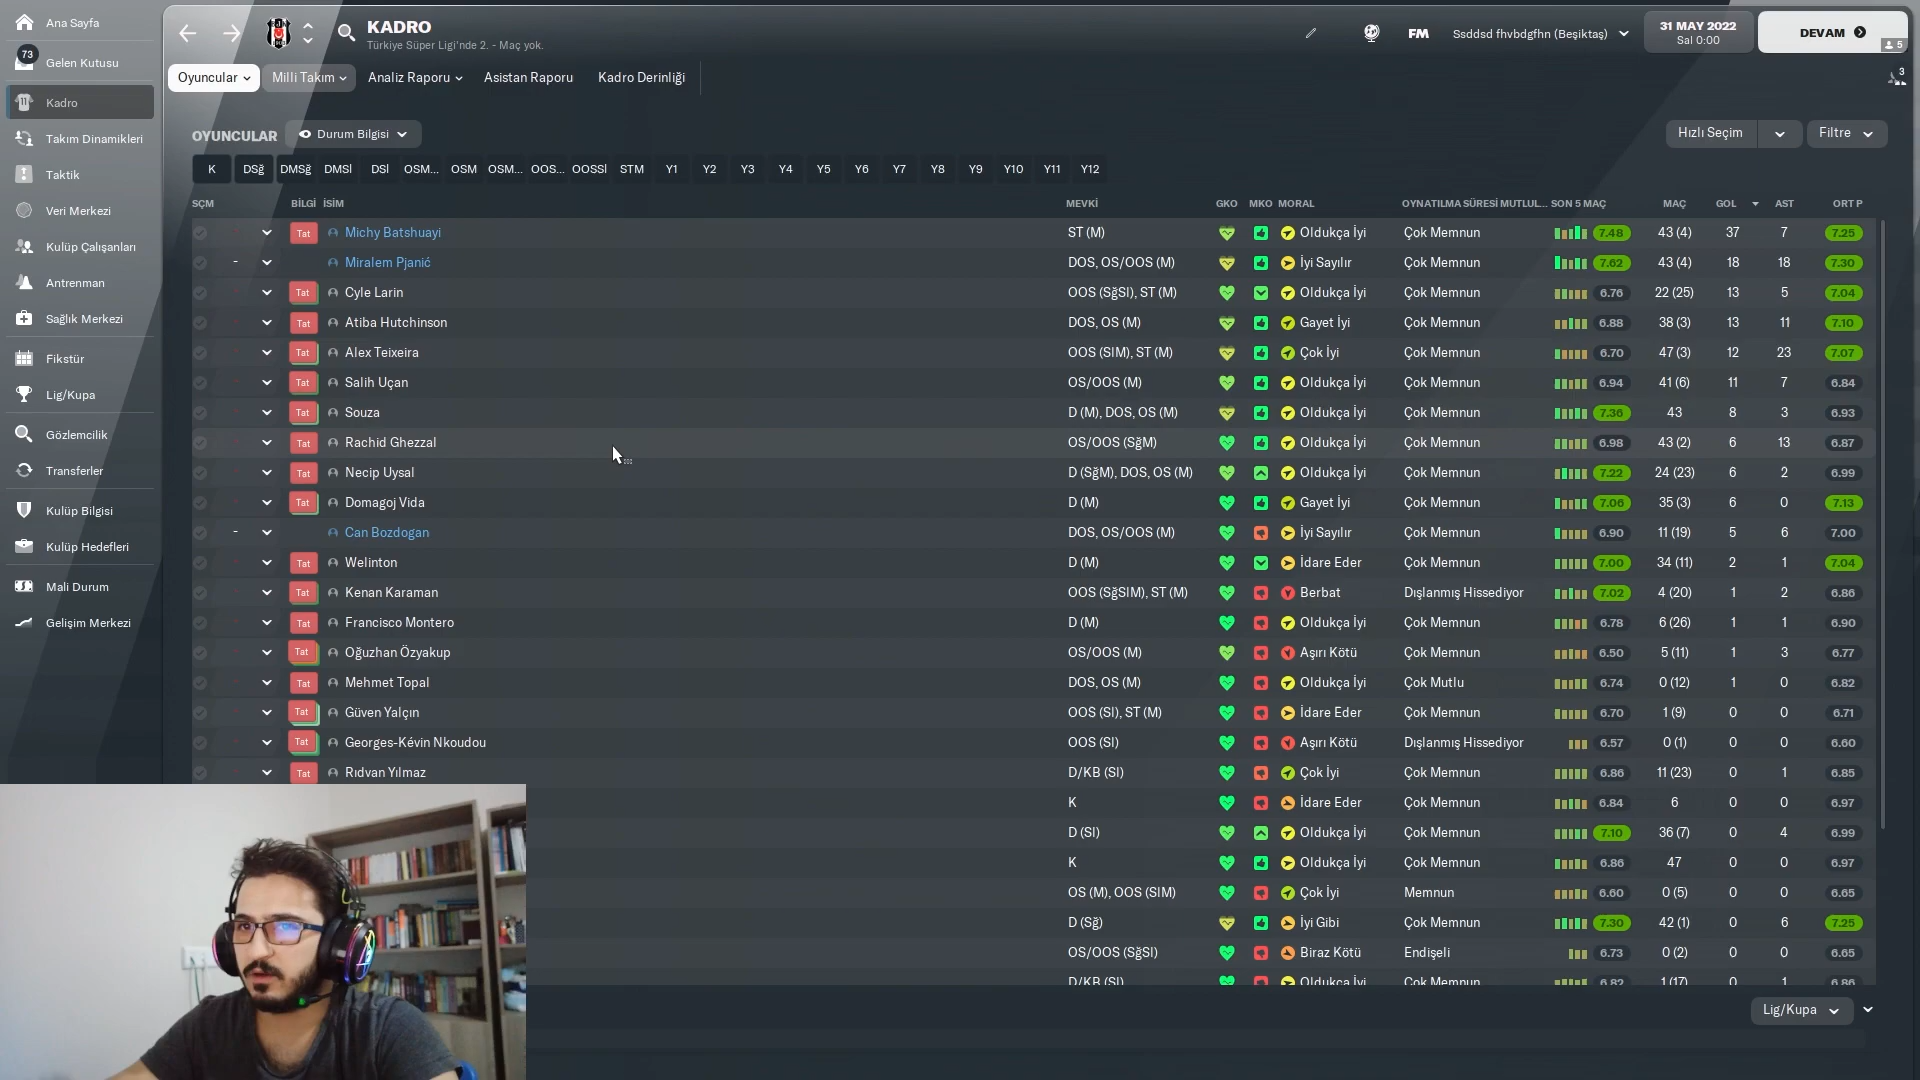 Ana Sayfa
73
Gelen Kutusu
Kadro
Takım Dinamikleri
Taktik
Veri Merkezi
Kulüp Çalışanları
Antrenman
Sağlık Merkezi
Fikstür
Lig/Kupa
Gözlemcilik
Transferler
Kulüp Bilgisi
Kulüp Hedefleri
Mali Durum
Gelişim Merkezi
KADRO
Türkiye Süper Ligi'nde 2. - Maç yok.
FM
Ssddsd fhvbdgfhn (Beşiktaş)
31 MAY 2022
Sal 0:00
DEVAM
5
Oyuncular Milli Takım Analiz Raporu Asistan Raporu Kadro Derinliği
3
OYUNCULAR Durum Bilgisi Hızlı Seçim Filtre
K DSğ DMSğ DMSl DSl OSM... OSM OSM... OOS... OOSSl STM Y1 Y2 Y3 Y4 Y5 Y6 Y7 Y8 Y9 Y10 Y11 Y12
SÇM BİLGİ İSİM MEVKİ GKO MKO MORAL OYNATILMA SÜRESİ MUTLUL... SON 5 MAÇ MAÇ GOL AST ORT P
Tat Michy Batshuayi ST (M) Oldukça İyi Çok Memnun 7.48 43 (4) 37 7 7.25
- Miralem Pjanić DOS, OS/OOS (M) İyi Sayılır Çok Memnun 7.62 43 (4) 18 18 7.30
Tat Cyle Larin OOS (SğSl), ST (M) Oldukça İyi Çok Memnun 6.76 22 (25) 13 5 7.04
Tat Atiba Hutchinson DOS, OS (M) Gayet İyi Çok Memnun 6.88 38 (3) 13 11 7.10
Tat Alex Teixeira OOS (SlM), ST (M) Çok İyi Çok Memnun 6.70 47 (3) 12 23 7.07
Tat Salih Uçan OS/OOS (M) Oldukça İyi Çok Memnun 6.94 41 (6) 11 7 6.84
Tat Souza D (M), DOS, OS (M) Oldukça İyi Çok Memnun 7.36 43 8 3 6.93
Tat Rachid Ghezzal OS/OOS (SğM) Oldukça İyi Çok Memnun 6.98 43 (2) 6 13 6.87
Tat Necip Uysal D (SğM), DOS, OS (M) Oldukça İyi Çok Memnun 7.22 24 (23) 6 2 6.99
Tat Domagoj Vida D (M) Gayet İyi Çok Memnun 7.06 35 (3) 6 0 7.13
- Can Bozdogan DOS, OS/OOS (M) İyi Sayılır Çok Memnun 6.90 11 (19) 5 6 7.00
Tat Welinton D (M) İdare Eder Çok Memnun 7.00 34 (11) 2 1 7.04
Tat Kenan Karaman OOS (SğSlM), ST (M) Berbat Dışlanmış Hissediyor 7.02 4 (20) 1 2 6.86
Tat Francisco Montero D (M) Oldukça İyi Çok Memnun 6.78 6 (26) 1 1 6.90
Tat Oğuzhan Özyakup OS/OOS (M) Aşırı Kötü Çok Memnun 6.50 5 (11) 1 3 6.77
Tat Mehmet Topal DOS, OS (M) Oldukça İyi Çok Mutlu 6.74 0 (12) 1 0 6.82
Tat Güven Yalçın OOS (Sl), ST (M) İdare Eder Çok Memnun 6.70 1 (9) 0 0 6.71
Tat Georges-Kévin Nkoudou OOS (Sl) Aşırı Kötü Dışlanmış Hissediyor 6.57 0 (1) 0 0 6.60
Tat Rıdvan Yılmaz D/KB (Sl) Çok İyi Çok Memnun 6.86 11 (23) 0 1 6.85
K İdare Eder Çok Memnun 6.84 6 0 0 6.97
D (Sl) Oldukça İyi Çok Memnun 7.10 36 (7) 0 4 6.99
K Oldukça İyi Çok Memnun 6.86 47 0 0 6.97
OS (M), OOS (SlM) Çok İyi Memnun 6.60 0 (5) 0 0 6.65
D (Sğ) İyi Gibi Çok Memnun 7.30 42 (1) 0 6 7.25
OS/OOS (SğSl) Biraz Kötü Endişeli 6.73 0 (2) 0 0 6.65
D/KB (Sl) Oldukça İyi Çok Memnun 6.82 1 (17) 0 1 6.86
Lig/Kupa